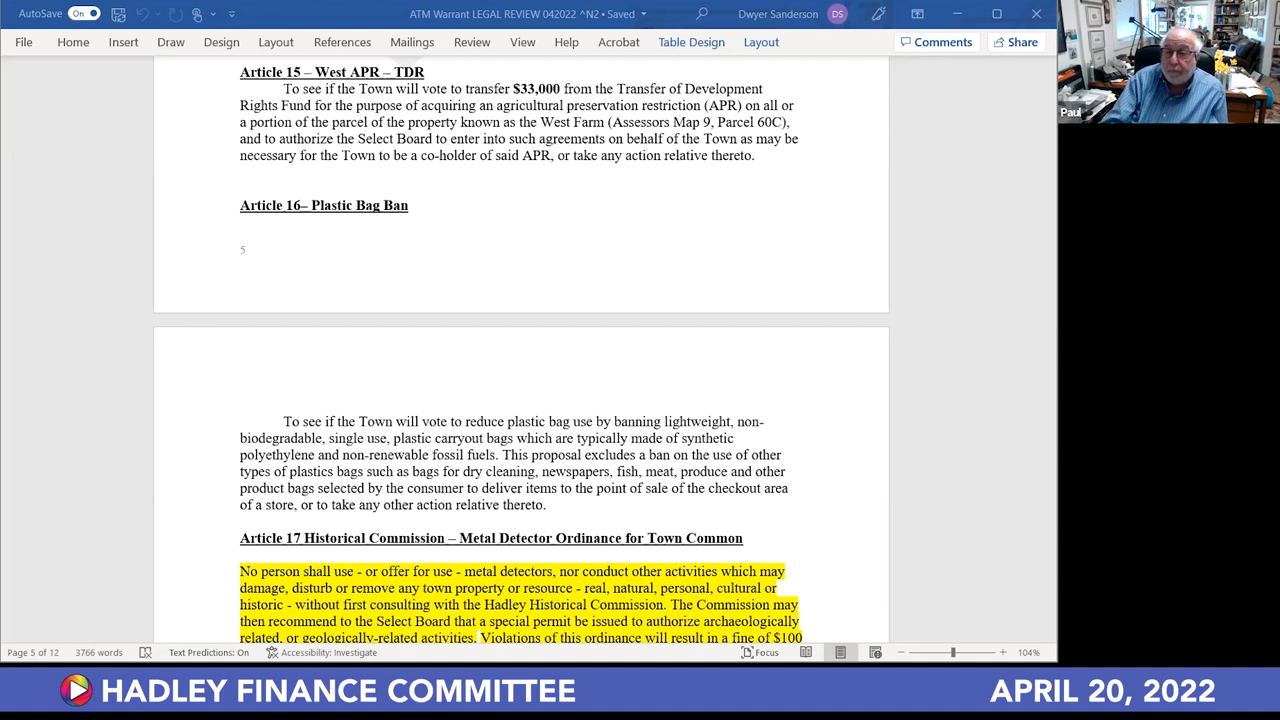 AutoSave On ATM Warrant LEGAL REVIEW 042022 ^N2 • Saved Dwyer Sanderson DS
File Home Insert Draw Design Layout References Mailings Review View Help Acrobat Table Design Layout Comments Share
Article 15 – West APR – TDR
To see if the Town will vote to transfer $33,000 from the Transfer of Development
Rights Fund for the purpose of acquiring an agricultural preservation restriction (APR) on all or
a portion of the parcel of the property known as the West Farm (Assessors Map 9, Parcel 60C),
and to authorize the Select Board to enter into such agreements on behalf of the Town as may be
necessary for the Town to be a co-holder of said APR, or take any action relative thereto.
Article 16– Plastic Bag Ban
5
To see if the Town will vote to reduce plastic bag use by banning lightweight, non-
biodegradable, single use, plastic carryout bags which are typically made of synthetic
polyethylene and non-renewable fossil fuels. This proposal excludes a ban on the use of other
types of plastics bags such as bags for dry cleaning, newspapers, fish, meat, produce and other
product bags selected by the consumer to deliver items to the point of sale of the checkout area
of a store, or to take any other action relative thereto.
Article 17 Historical Commission – Metal Detector Ordinance for Town Common
No person shall use - or offer for use - metal detectors, nor conduct other activities which may
damage, disturb or remove any town property or resource - real, natural, personal, cultural or
historic - without first consulting with the Hadley Historical Commission. The Commission may
then recommend to the Select Board that a special permit be issued to authorize archaeologically
related, or geologically-related activities. Violations of this ordinance will result in a fine of $100
Page 5 of 12 3766 words Text Predictions: On Accessibility: Investigate Focus 104%
Paul
HADLEY FINANCE COMMITTEE
APRIL 20, 2022